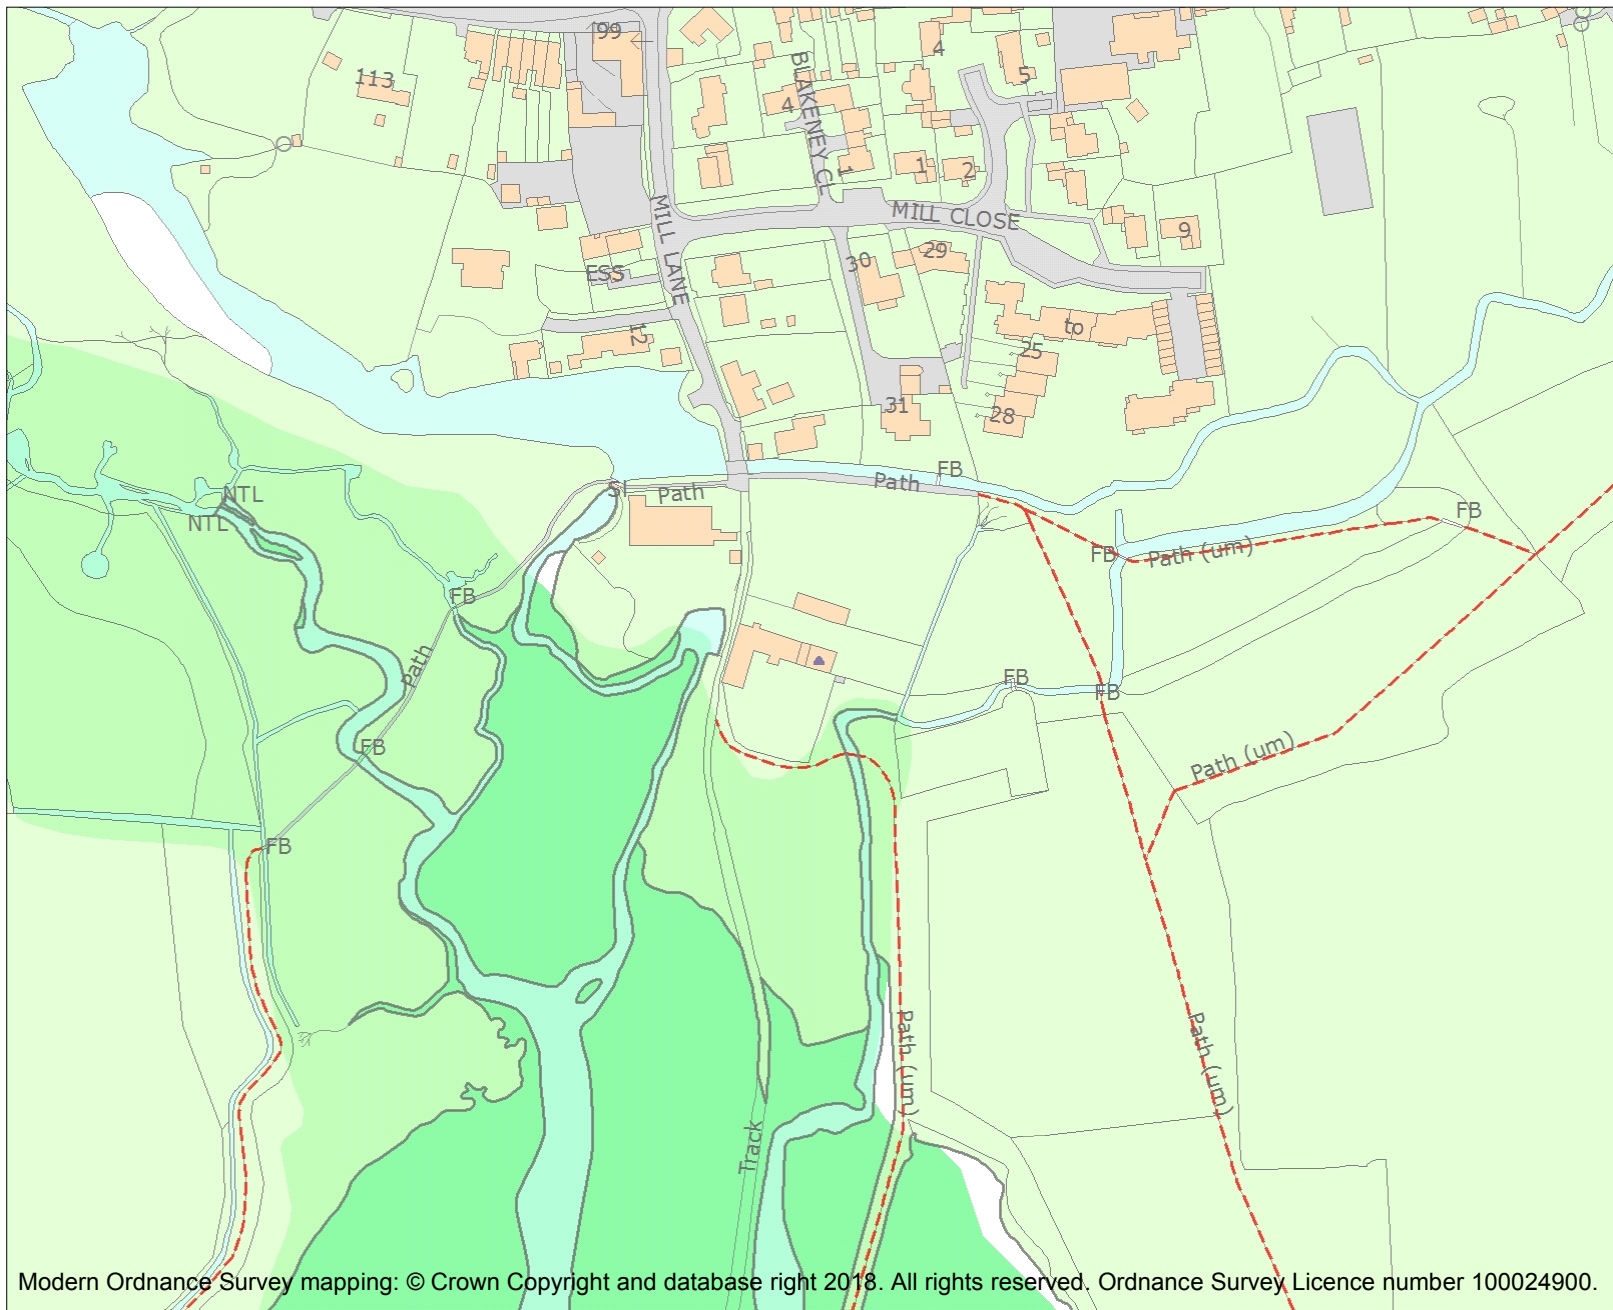 99
4
5
113
BLAKENEY CL
4
1
1
2
MILL CLOSE
MILL LANE
9
29
30
ESS
12
to
25
31
28
FB
Path
Path
Sl
NTL
NTL
FB
FB
Path (um)
FB
Path
FB
FB
FB
Path (um)
FB
Path (um)
Path (um)
Track
Modern Ordnance Survey mapping: © Crown Copyright and database right 2018. All rights reserved. Ordnance Survey Licence number 100024900.